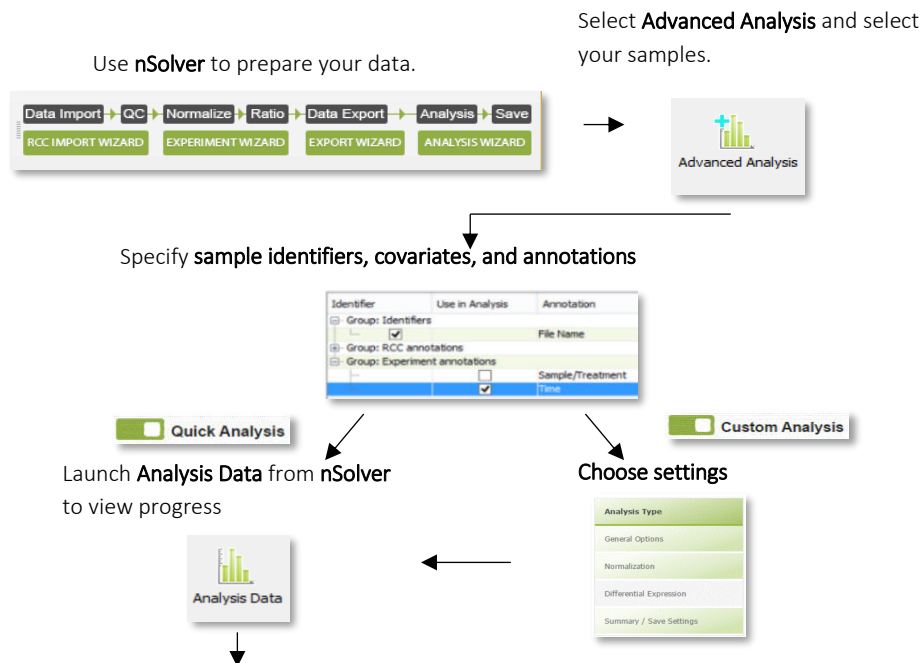 Use nSolver to prepare your data.
Select Advanced Analysis and select
your samples.
Data Import QC Normalize Ratio Data Export Analysis Save
RCC IMPORT WIZARD EXPERIMENT WIZARD EXPORT WIZARD ANALYSIS WIZARD
Advanced Analysis
Specify sample identifiers, covariates, and annotations
Identifier Use in Analysis Annotation
Group: Identifiers
File Name
Group: RCC annotations
Group: Experiment annotations
Sample/Treatment
Time
Quick Analysis
Custom Analysis
Launch Analysis Data from nSolver
to view progress
Analysis Data
Choose settings
Analysis Type
General Options
Normalization
Differential Expression
Summary / Save Settings